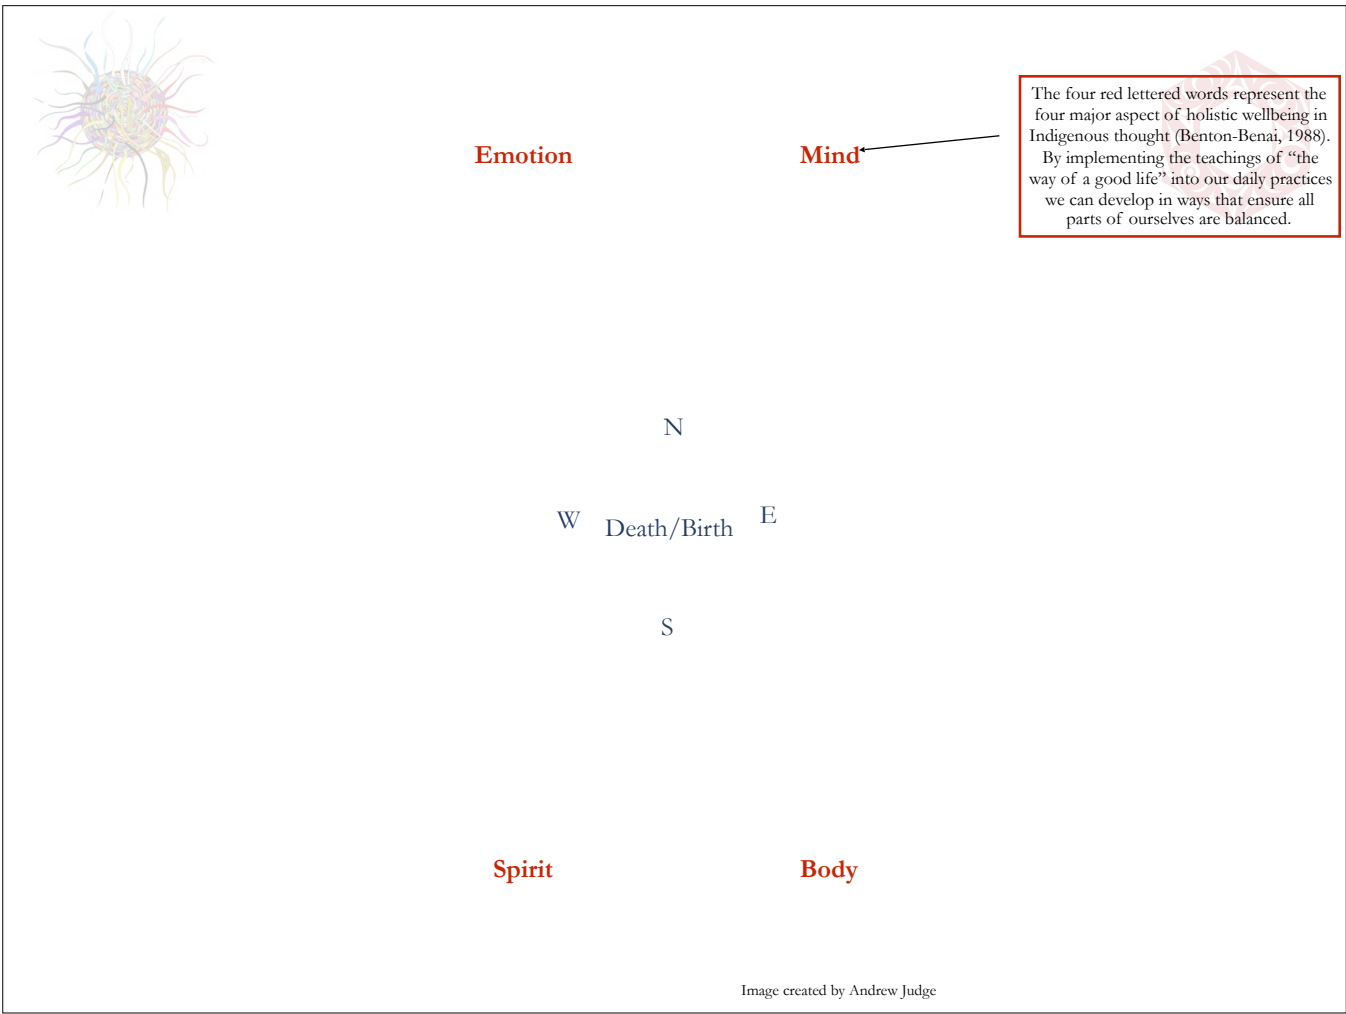 The four red lettered words represent the
four major aspect of holistic wellbeing in
Indigenous thought (Benton-Benai, 1988).
By implementing the teachings of “the
way of a good life” into our daily practices
we can develop in ways that ensure all
parts of ourselves are balanced.
Emotion
Mind
N
W
Death/Birth
E
S
Spirit
Body
Image created by Andrew Judge